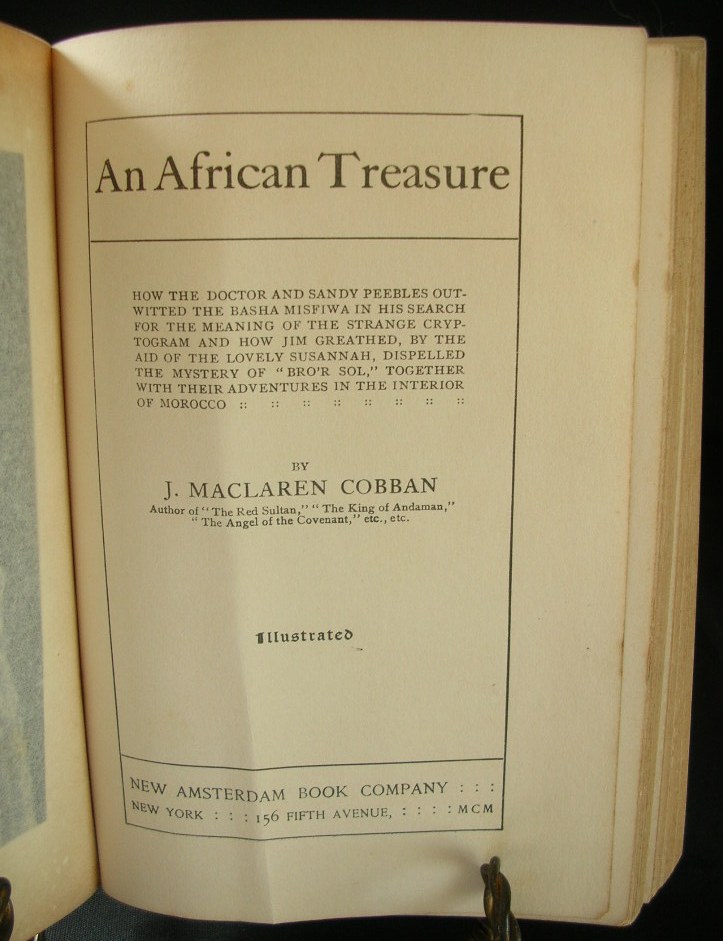 An African Treasure
HOW THE DOCTOR AND SANDY PEEBLES OUT-
WITTED THE BASHA MISFIWA IN HIS SEARCH
FOR THE MEANING OF THE STRANGE CRYP-
TOGRAM AND HOW JIM GREATHED, BY THE
AID OF THE LOVELY SUSANNAH, DISPELLED
THE MYSTERY OF "BRO'R SOL," TOGETHER
WITH THEIR ADVENTURES IN THE INTERIOR
OF MOROCCO :: :: :: :: :: :: :: ::
BY
J. MACLAREN COBBAN
Author of "The Red Sultan," "The King of Andaman,"
"The Angel of the Covenant," etc., etc.
Illustrated
NEW AMSTERDAM BOOK COMPANY : : :
NEW YORK : : : 156 FIFTH AVENUE, : : : : MCM